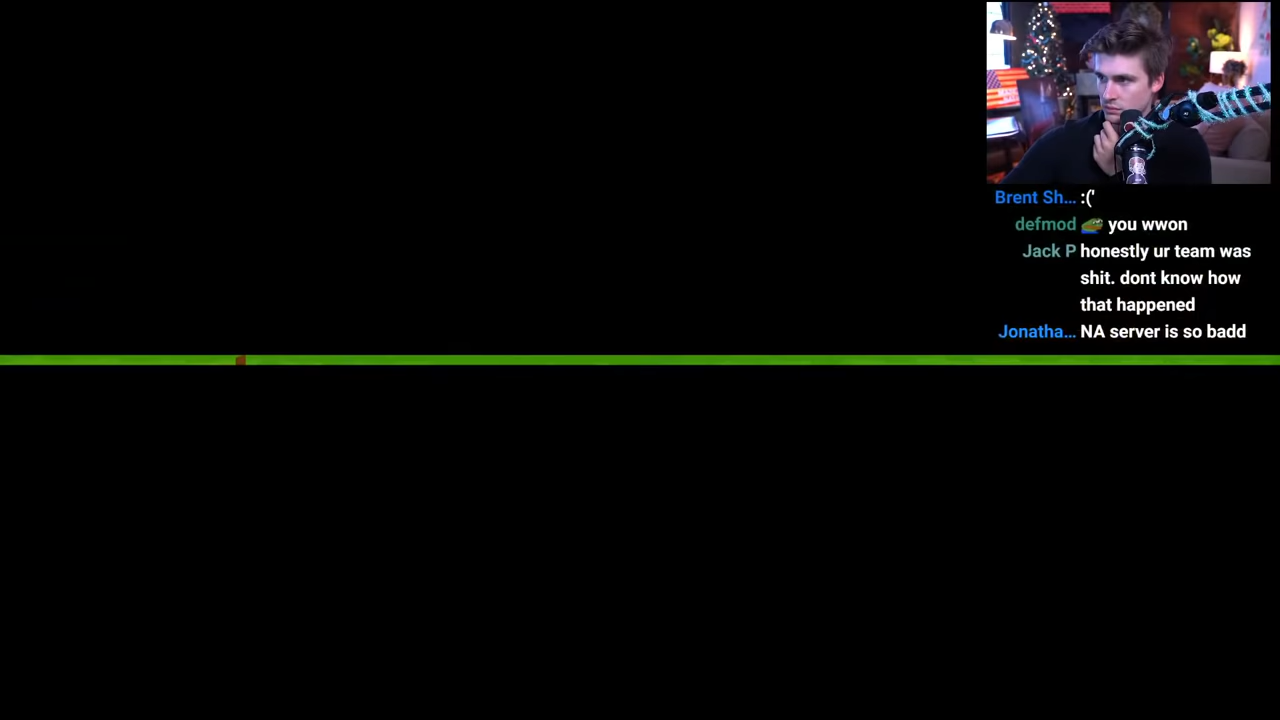 Brent Sh... :('
defmod you wwon
Jack P honestly ur team was
shit. dont know how
that happened
Jonatha... NA server is so badd